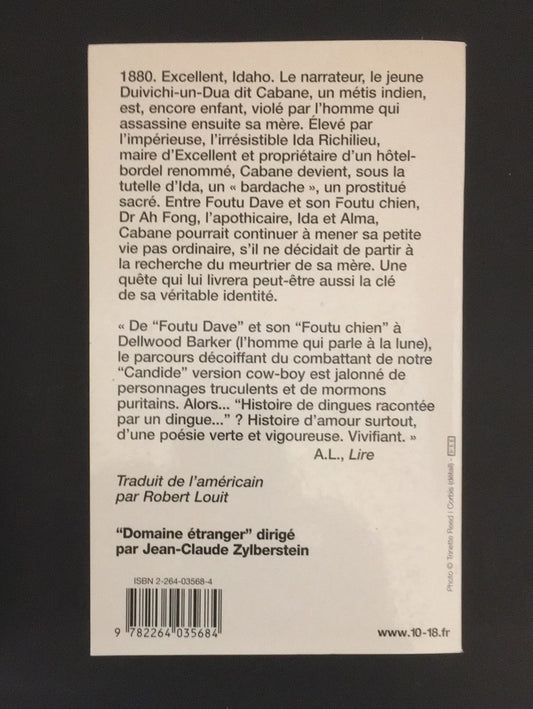 1880. Excellent, Idaho. Le narrateur, le jeune
Duivichi-un-Dua dit Cabane, un métis indien,
est, encore enfant, violé par l'homme qui
assassine ensuite sa mère. Élevé par
l'impérieuse, l'irrésistible Ida Richilieu,
maire d'Excellent et propriétaire d'un hôtel-
bordel renommé, Cabane devient, sous la
tutelle d'Ida, un « bardache », un prostitué
sacré. Entre Foutu Dave et son Foutu chien,
Dr Ah Fong, l'apothicaire, Ida et Alma,
Cabane pourrait continuer à mener sa petite
vie pas ordinaire, s'il ne décidait de partir à
la recherche du meurtrier de sa mère. Une
quête qui lui livrera peut-être aussi la clé
de sa véritable identité.
« De "Foutu Dave" et son "Foutu chien" à
Dellwood Barker (l'homme qui parle à la lune),
le parcours décoiffant du combattant de notre
"Candide" version cow-boy est jalonné de
personnages truculents et de mormons
puritains. Alors... "Histoire de dingues racontée
par un dingue..." ? Histoire d'amour surtout,
d'une poésie verte et vigoureuse. Vivifiant. »
A.L., Lire
Traduit de l'américain
par Robert Louit
"Domaine étranger" dirigé
par Jean-Claude Zylberstein
ISBN 2-264-03568-4
9 782264 035684
www.10-18.fr
Photo © Trinette Reed / Corbis (détail) -